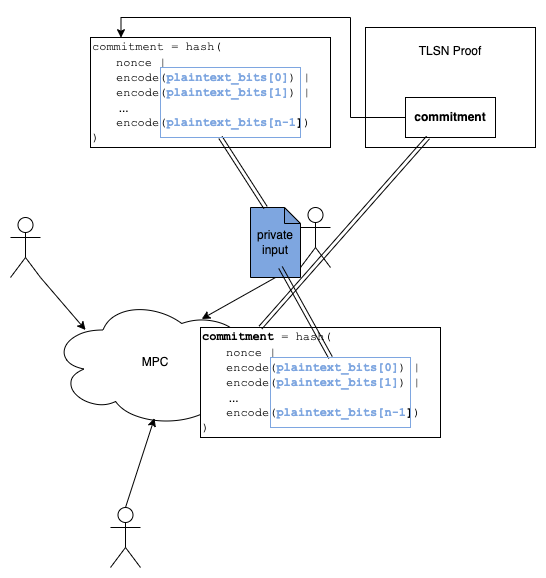 commitment = hash(
nonce |
encode(plaintext_bits[0]) |
encode(plaintext_bits[1]) |
...
encode(plaintext_bits[n-1])
)
TLSN Proof
commitment
private
input
MPC
commitment = hash(
nonce |
encode(plaintext_bits[0]) |
encode(plaintext_bits[1]) |
...
encode(plaintext_bits[n-1])
)